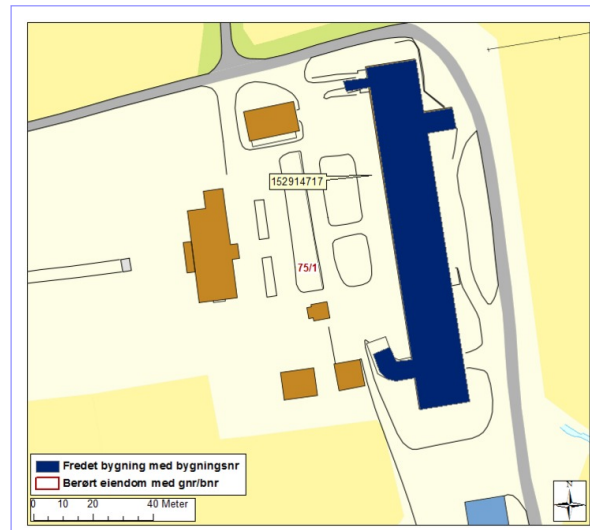 152914717
75/1
Fredet bygning med bygningsnr
Berørt eiendom med gnr/bnr
0 10 20 40 Meter
N